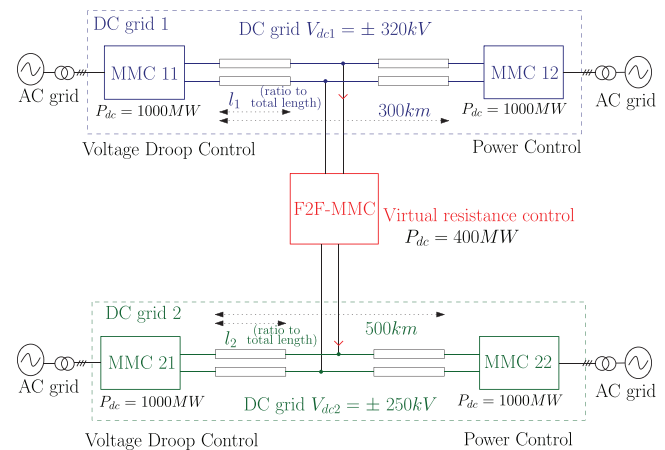 DC grid 1
DC grid V_{dc1} = ± 320kV
MMC 11
MMC 12
AC grid
AC grid
P_{dc} = 1000MW
l_1 (ratio to
total length)
300km
P_{dc} = 1000MW
Voltage Droop Control
Power Control
F2F-MMC
Virtual resistance control
P_{dc} = 400MW
DC grid 2
l_2 (ratio to
total length)
500km
MMC 21
MMC 22
AC grid
AC grid
P_{dc} = 1000MW
DC grid V_{dc2} = ± 250kV
P_{dc} = 1000MW
Voltage Droop Control
Power Control